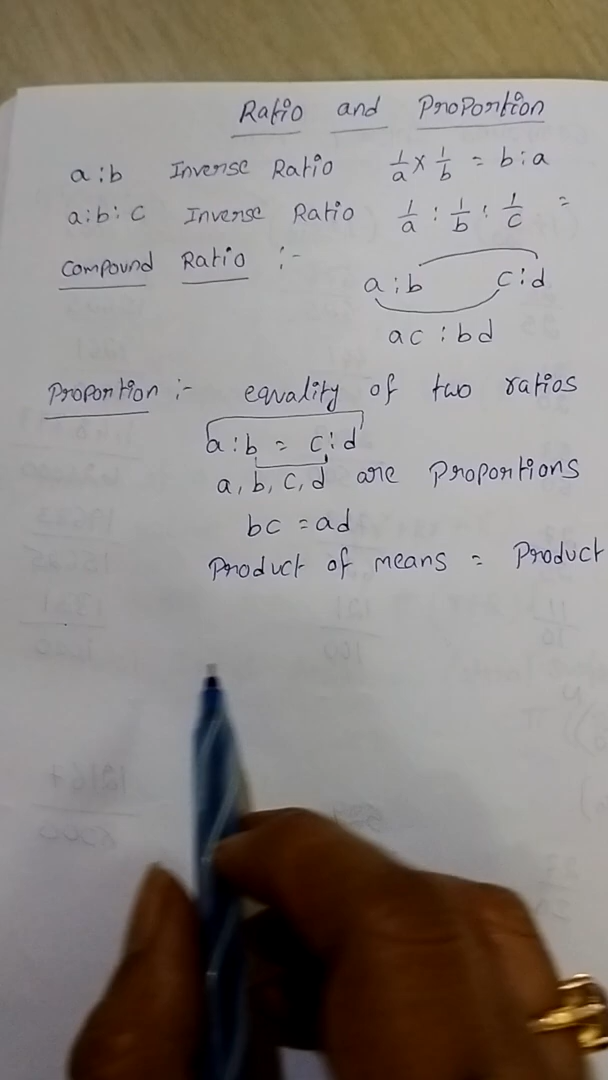 Ratio and Proportion
a:b Inverse Ratio 1/a × 1/b = b:a
a:b:c Inverse Ratio 1/a : 1/b : 1/c =
Compound Ratio :-
a:b c:d
ac : bd
Proportion :- equality of two ratios
a:b = c:d
a, b, c, d are Proportions
bc = ad
Product of means = Product